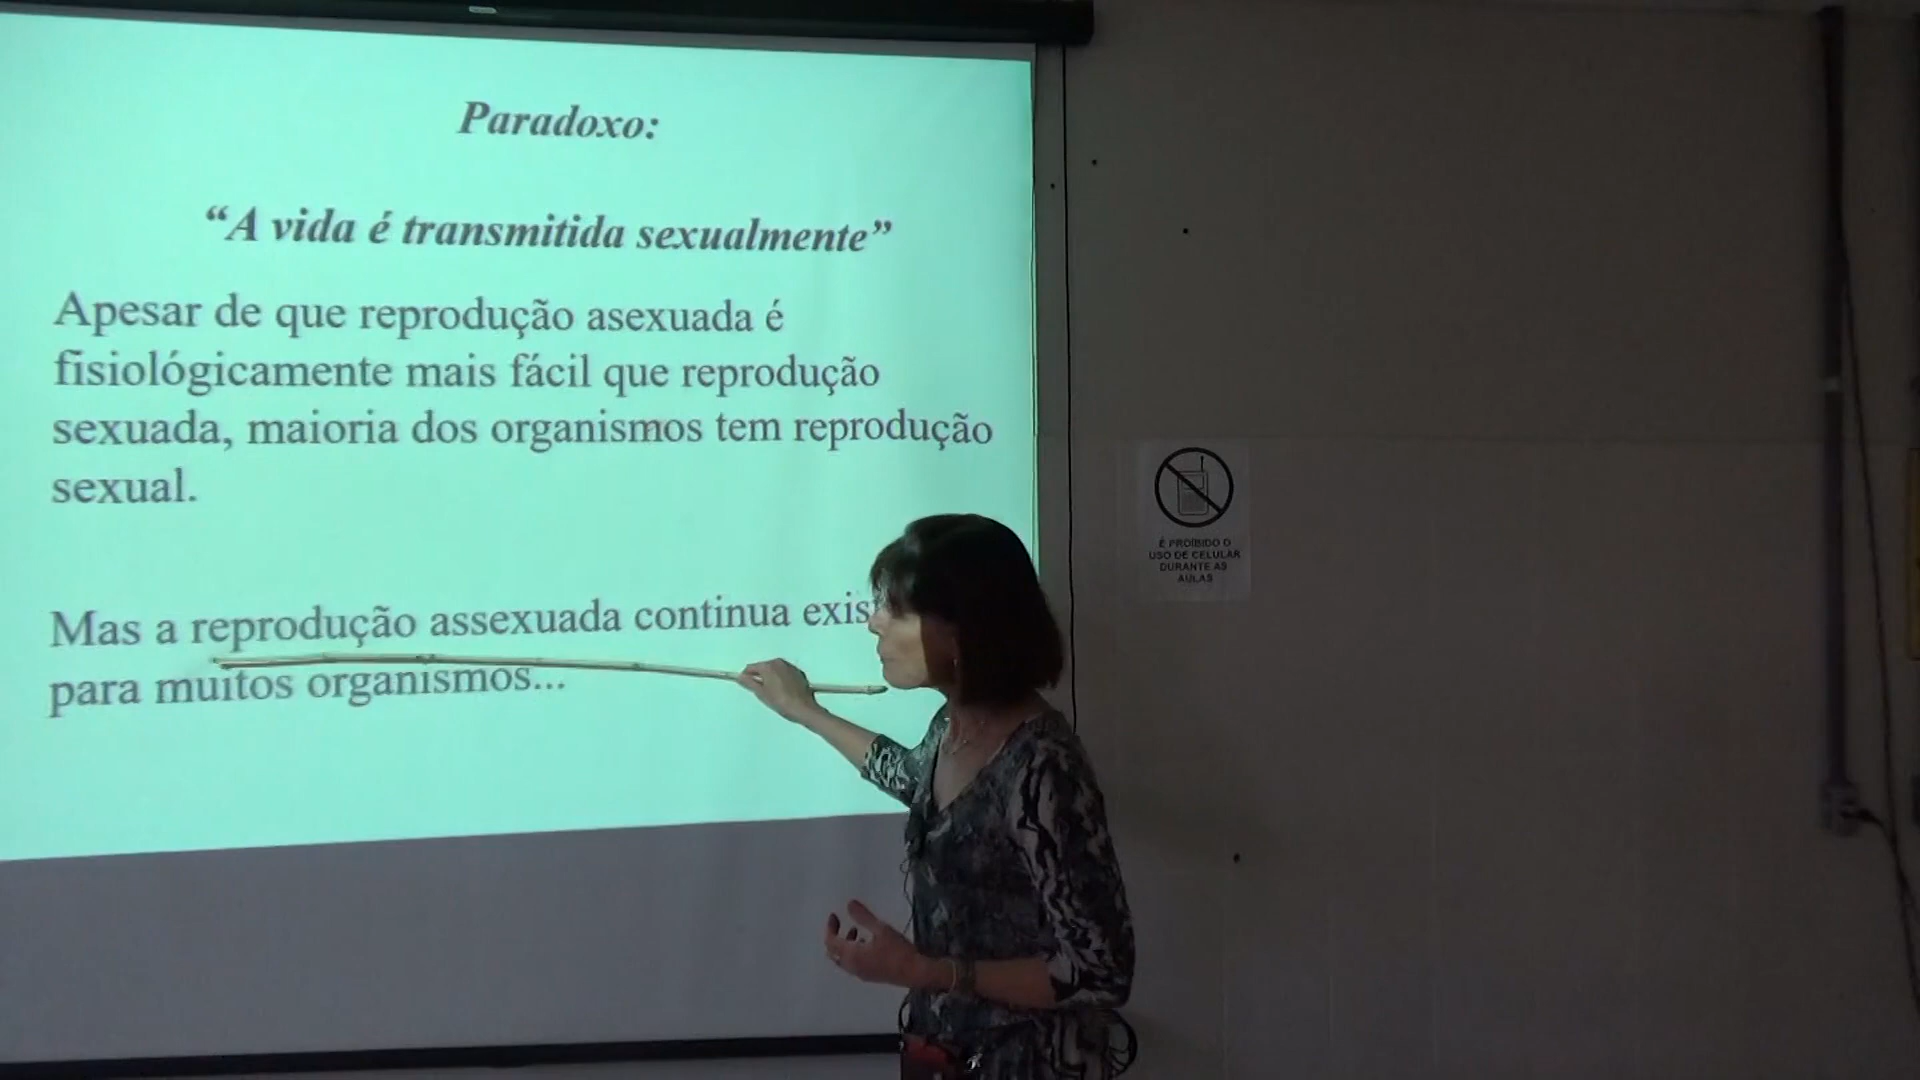 Paradoxo:
“A vida é transmitida sexualmente”
Apesar de que reprodução asexuada é
fisiológicamente mais fácil que reprodução
sexuada, maioria dos organismos tem reprodução
sexual.
Mas a reprodução assexuada continua
para muitos organismos...
É PROIBIDO O
USO DE CELULAR
DURANTE AS
AULAS